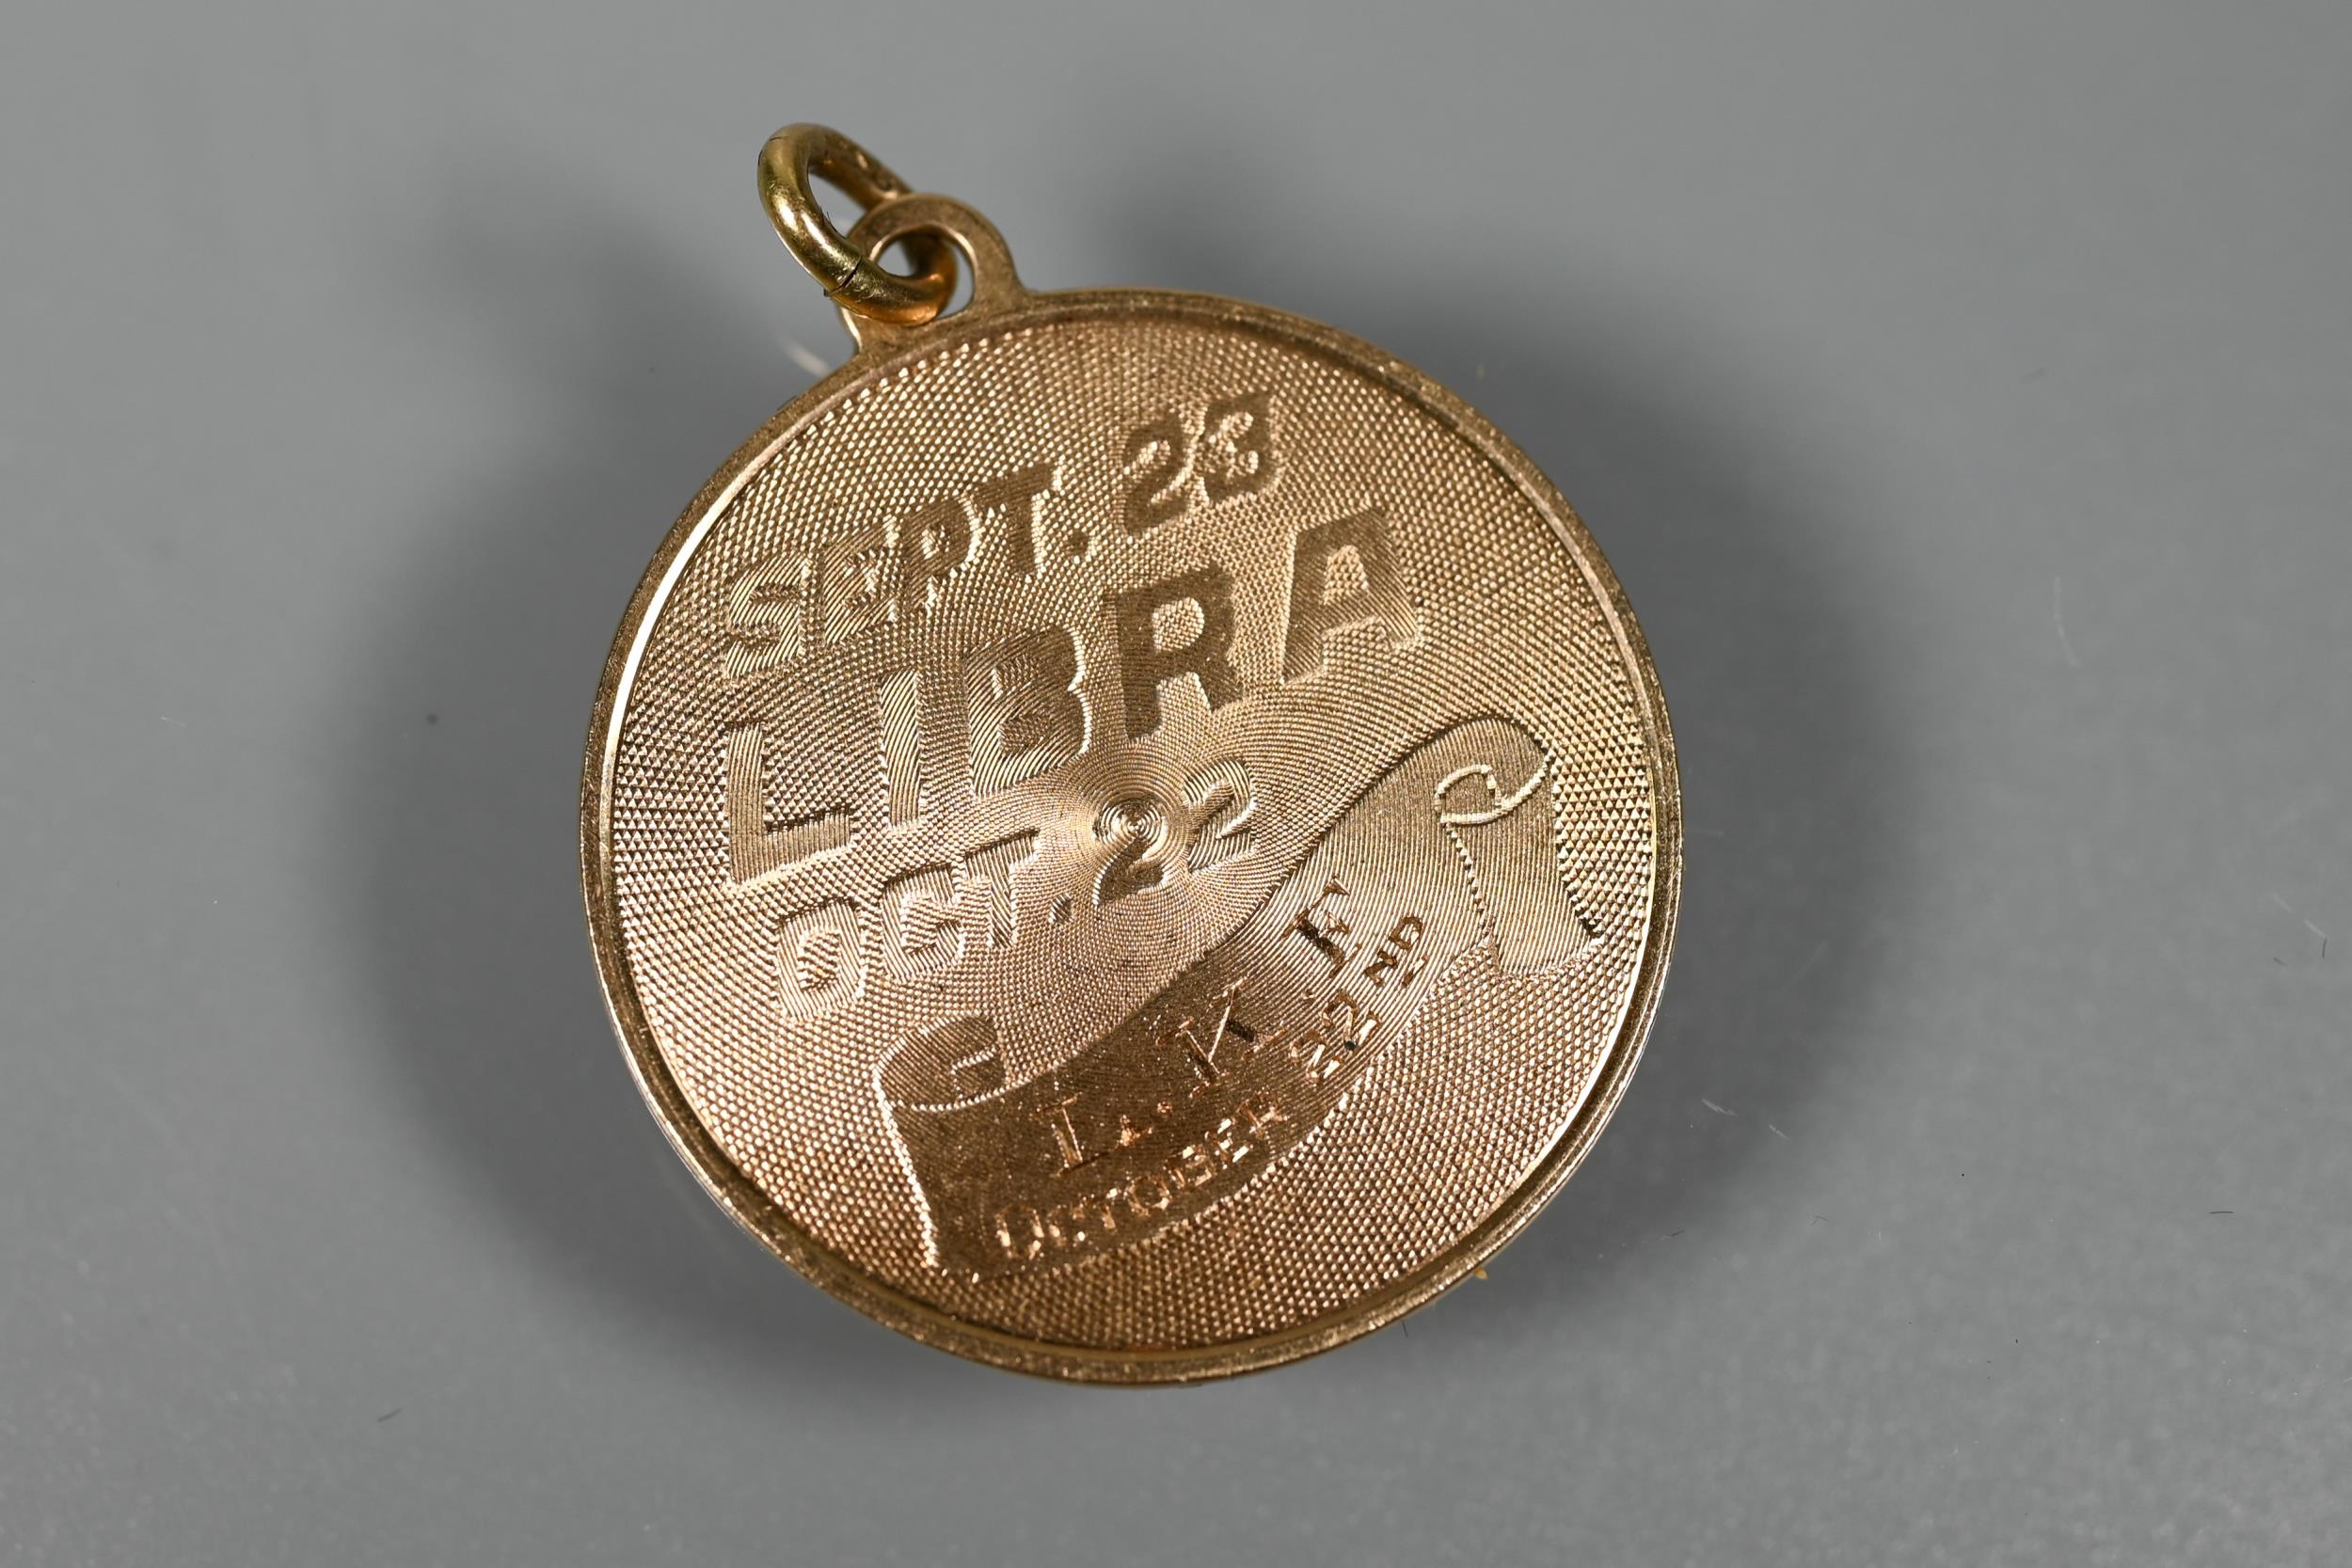 SEPT. 23
LIBRA
OCT. 22
L. K. F.
OCTOBER 22ND